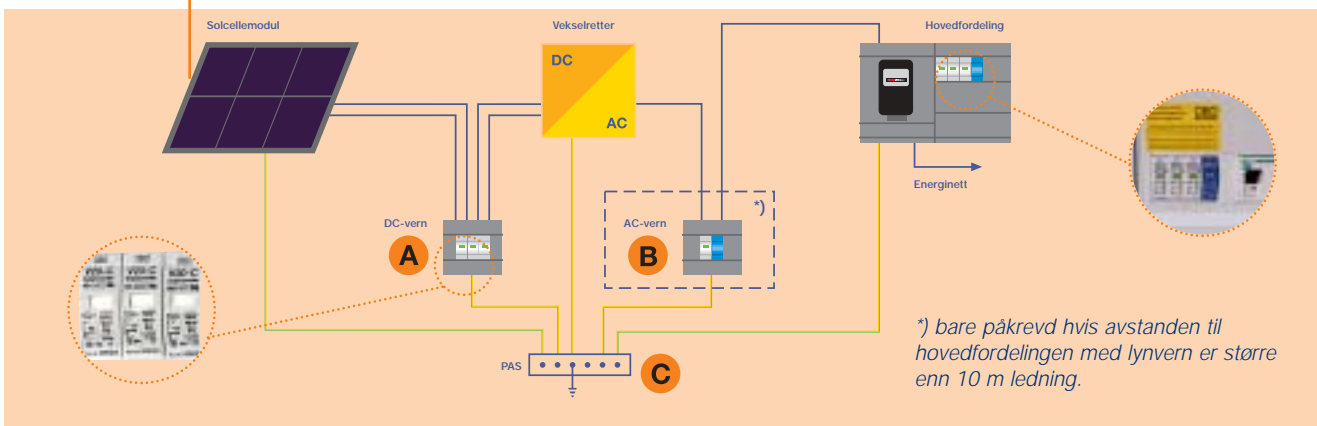 Solcellemodul
Vekselretter
Hovedfordeling
DC
AC
Energinett
*)
DC-vern
AC-vern
A
B
PAS
C
*) bare påkrevd hvis avstanden til
hovedfordelingen med lynvern er større
enn 10 m ledning.